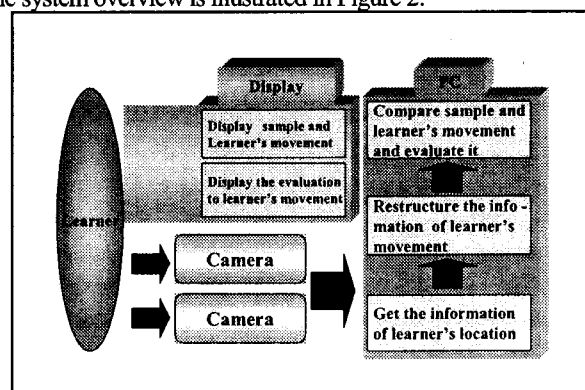 e system overview is illustrated in Figure 2.
Display
Display sample and
Learner's movement
Display the evaluation
to learner's movement
Learner
Camera
Camera
PC
Compare sample and
learner's movement
and evaluate it
Restructure the info -
mation of learner's
movement
Get the information
of learner's location